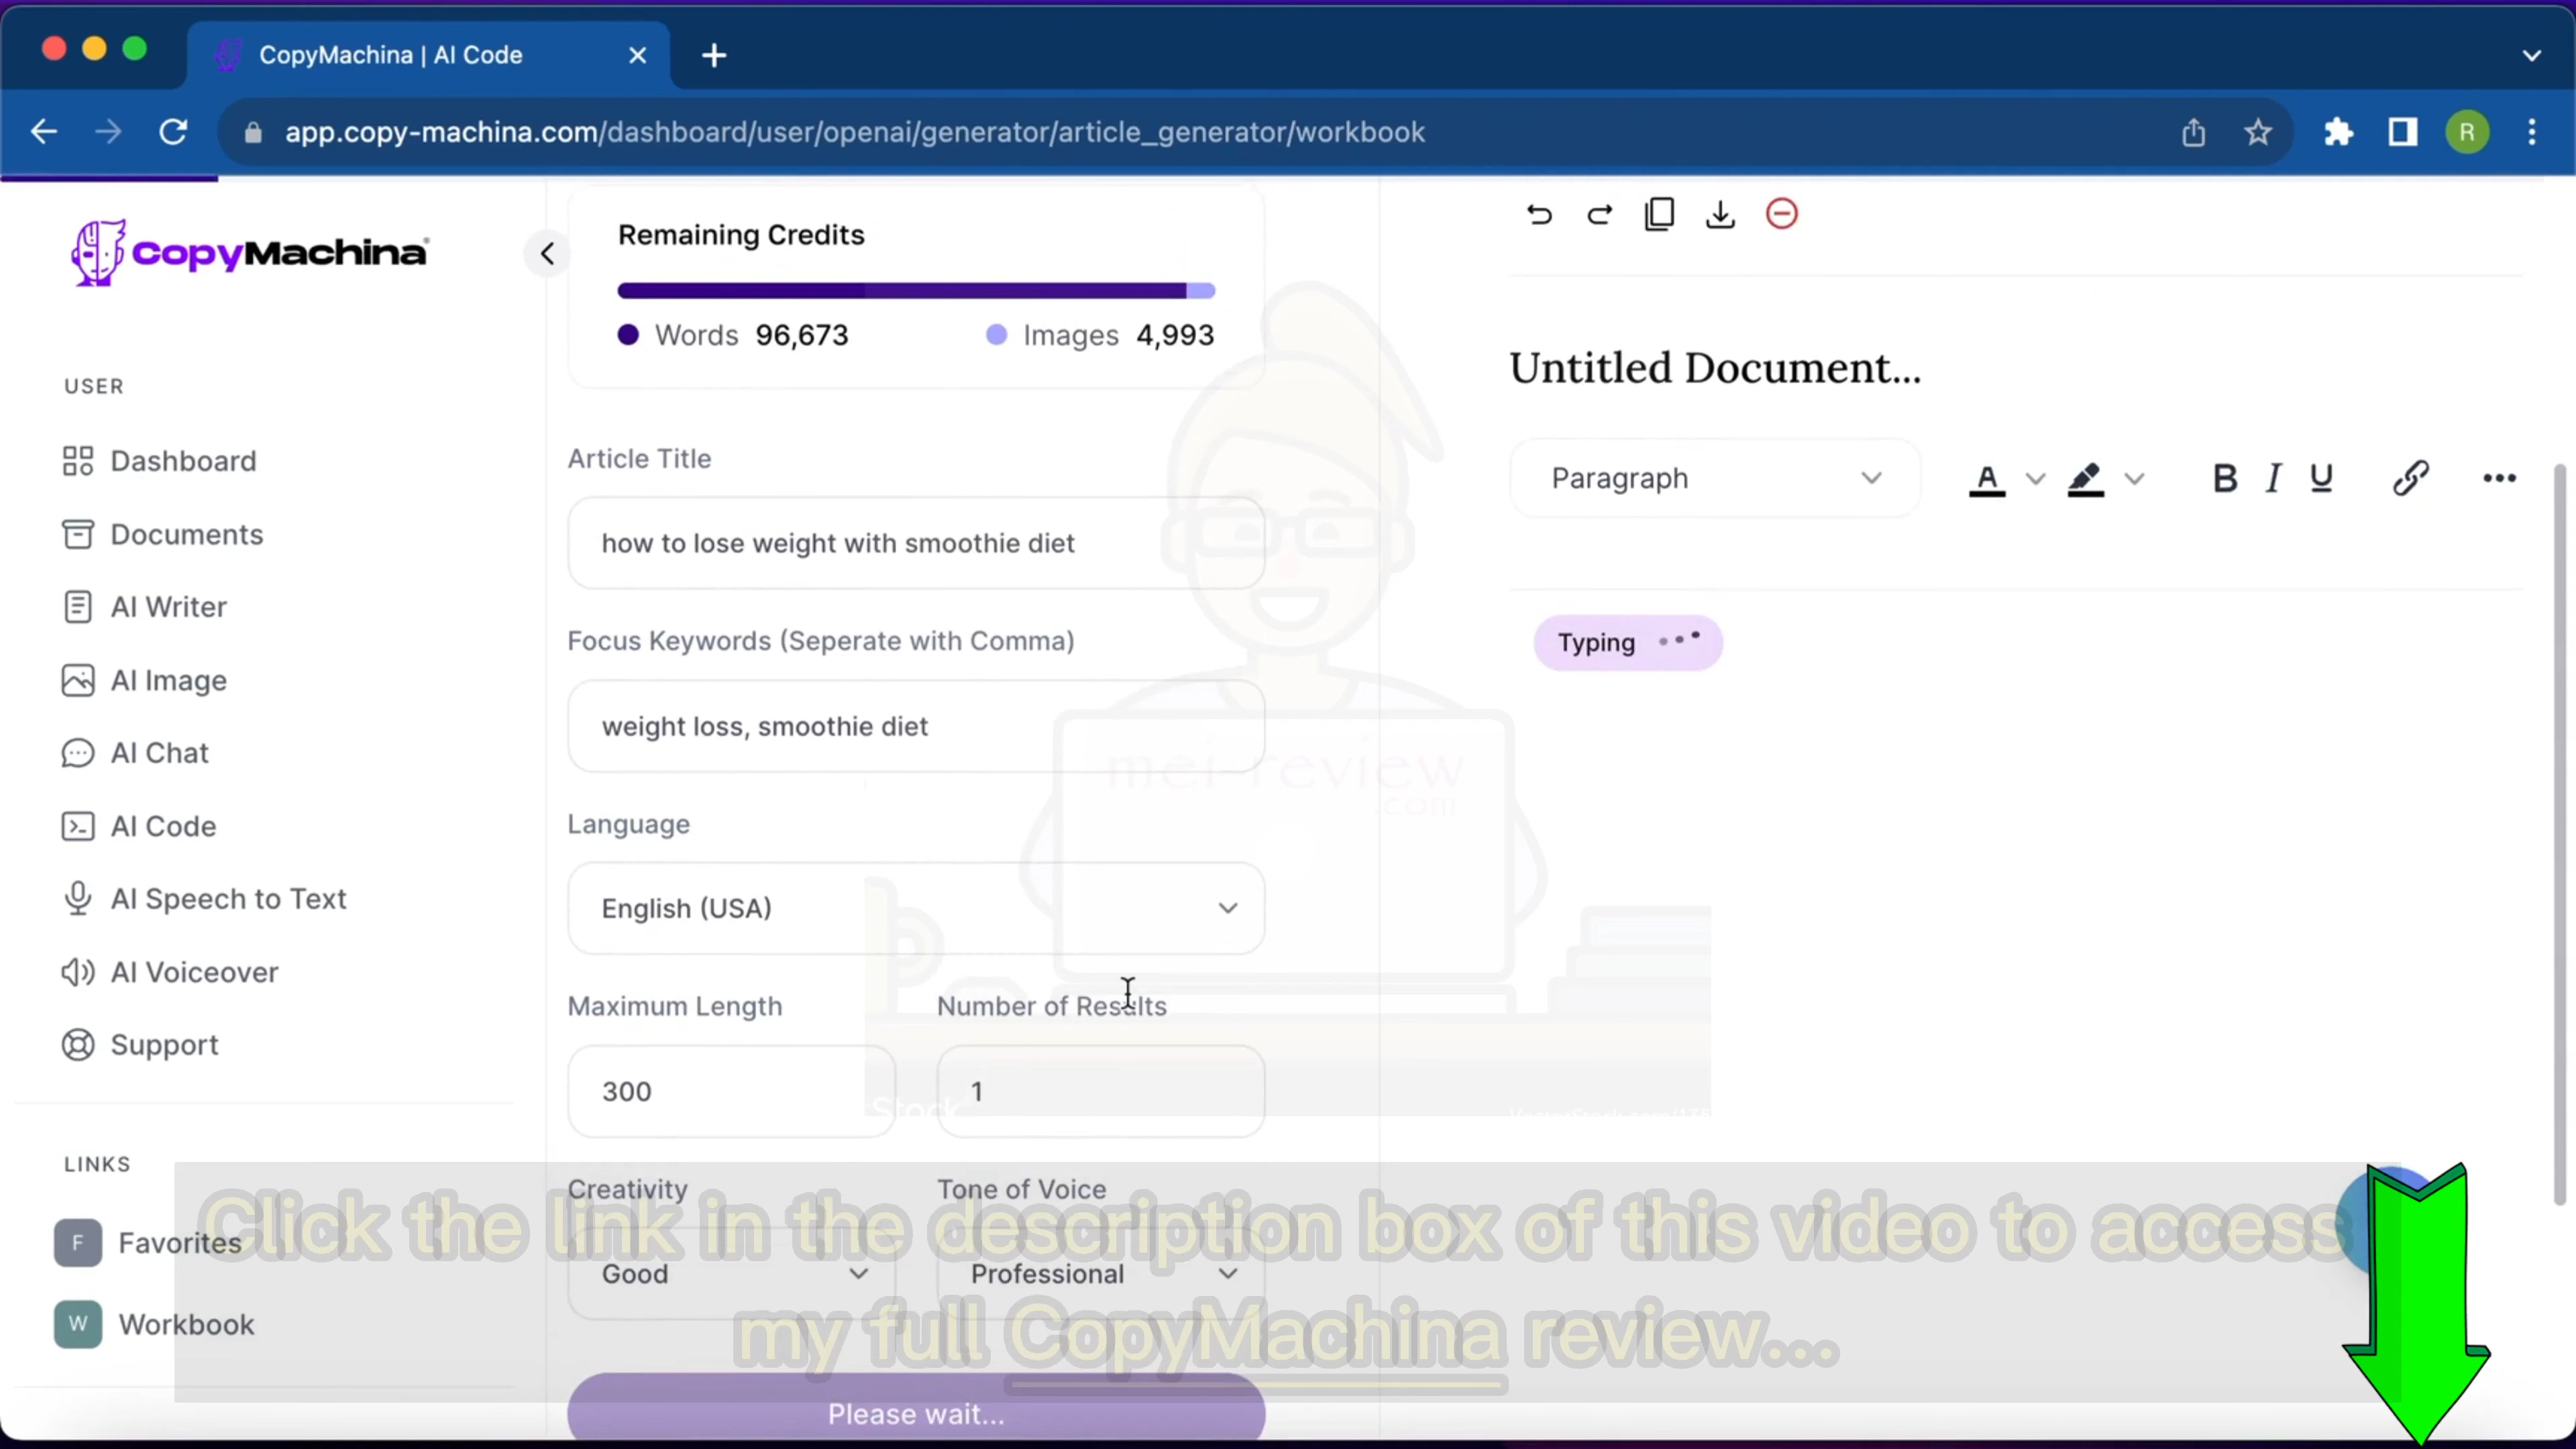 CopyMachina | AI Code
app.copy-machina.com/dashboard/user/openai/generator/article_generator/workbook
R
CopyMachina
USER
Dashboard
Documents
AI Writer
AI Image
AI Chat
AI Code
AI Speech to Text
AI Voiceover
Support
LINKS
F Favorites
W Workbook
Remaining Credits
Words 96,673 Images 4,993
Article Title
how to lose weight with smoothie diet
Focus Keywords (Seperate with Comma)
weight loss, smoothie diet
Language
English (USA)
Maximum Length Number of Results
300 1
Creativity Tone of Voice
Good Professional
Please wait...
Untitled Document...
Paragraph A B I U
Typing
mei-review
.com
Click the link in the description box of this video to access
my full CopyMachina review...